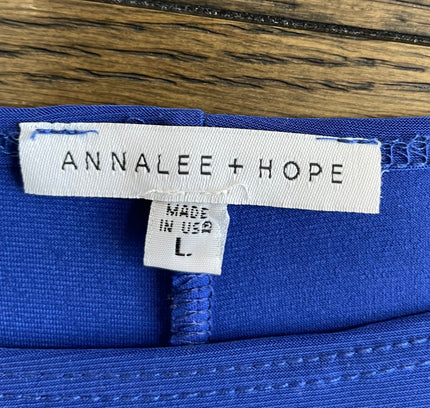 ANNALEE + HOPE
MADE
IN USA
L